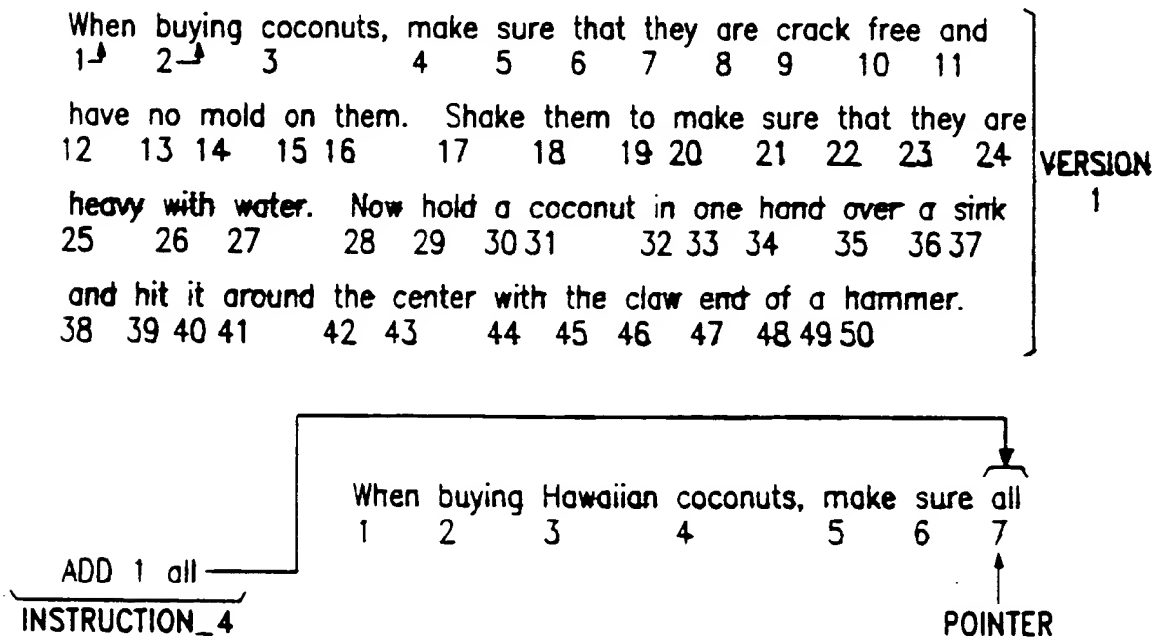 When buying coconuts, make sure that they are crack free and
1 2 3 4 5 6 7 8 9 10 11
have no mold on them. Shake them to make sure that they are
12 13 14 15 16 17 18 19 20 21 22 23 24
VERSION
1
heavy with water. Now hold a coconut in one hand over a sink
25 26 27 28 29 30 31 32 33 34 35 36 37
and hit it around the center with the claw end of a hammer.
38 39 40 41 42 43 44 45 46 47 48 49 50
When buying Hawaiian coconuts, make sure all
1 2 3 4 5 6 7
ADD 1 all
INSTRUCTION_4
POINTER